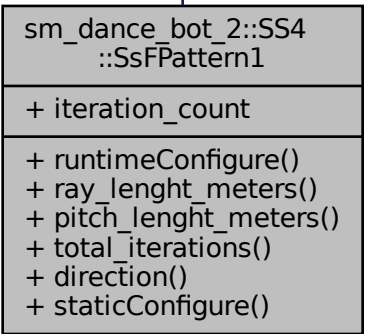 sm_dance_bot_2::SS4
::SsFPattern1
+ iteration_count
+ runtimeConfigure()
+ ray_lenght_meters()
+ pitch_lenght_meters()
+ total_iterations()
+ direction()
+ staticConfigure()